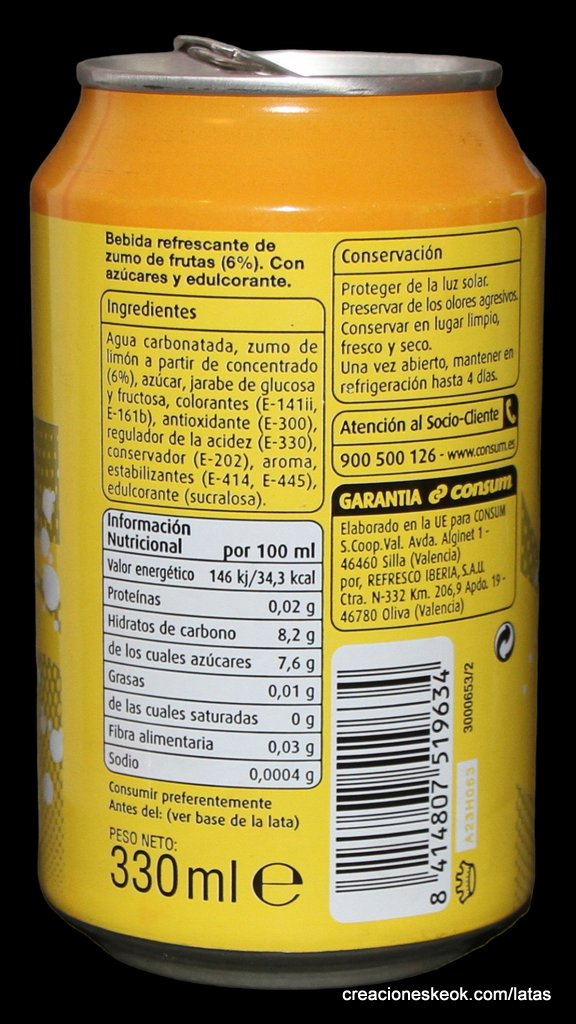 Bebida refrescante de
zumo de frutas (6%). Con
azúcares y edulcorante.
Ingredientes
Agua carbonatada, zumo de
limón a partir de concentrado
(6%), azúcar, jarabe de glucosa
y fructosa, colorantes (E-141ii,
E-161b), antioxidante (E-300),
regulador de la acidez (E-330),
conservador (E-202), aroma,
estabilizantes (E-414, E-445),
edulcorante (sucralosa).
Información
Nutricional por 100 ml
Valor energético 146 kj/34,3 kcal
Proteínas 0,02 g
Hidratos de carbono 8,2 g
de los cuales azúcares 7,6 g
Grasas 0,01 g
de las cuales saturadas 0 g
Fibra alimentaria 0,03 g
Sodio 0,0004 g
Consumir preferentemente
Antes del: (ver base de la lata)
PESO NETO:
330 ml e
Conservación
Proteger de la luz solar.
Preservar de los olores agresivos.
Conservar en lugar limpio,
fresco y seco.
Una vez abierto, mantener en
refrigeración hasta 4 días.
Atención al Socio-Cliente
900 500 126 - www.consum.es
GARANTIA consum
Elaborado en la UE para CONSUM
S.Coop.Val. Avda. Alginet 1 -
46460 Silla (Valencia)
por, REFRESCO IBERIA, S.A.U.
Ctra. N-332 Km. 206,9 Apdo. 19 -
46780 Oliva (Valencia)
8 414807 519634
3000653/2
A23H063
creacioneskeok.com/latas